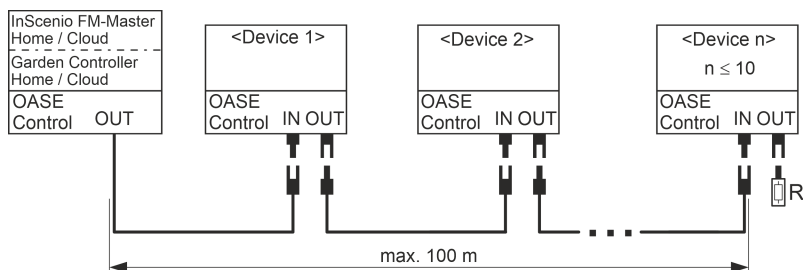 InScenio FM-Master
Home / Cloud
Garden Controller
Home / Cloud
OASE
Control OUT
<Device 1>
OASE
Control IN OUT
<Device 2>
OASE
Control IN OUT
<Device n>
n ≤ 10
OASE
Control IN OUT
R
max. 100 m